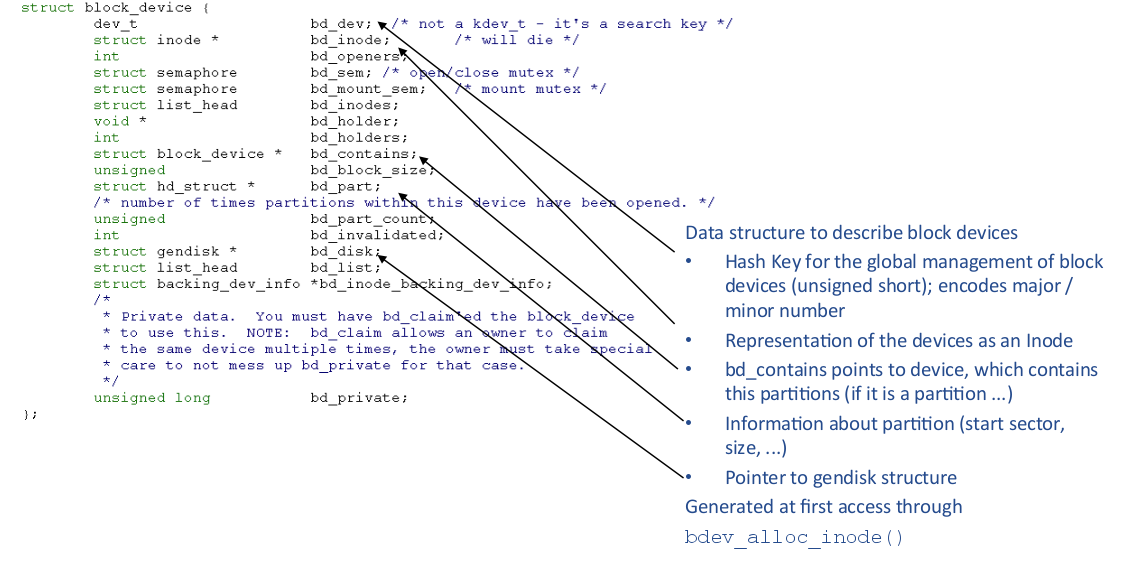 struct block_device {
dev_t bd_dev; /* not a kdev_t - it's a search key */
struct inode * bd_inode; /* will die */
int bd_openers;
struct semaphore bd_sem; /* open/close mutex */
struct semaphore bd_mount_sem; /* mount mutex */
struct list_head bd_inodes;
void * bd_holder;
int bd_holders;
struct block_device * bd_contains;
unsigned bd_block_size;
struct hd_struct * bd_part;
/* number of times partitions within this device have been opened. */
unsigned bd_part_count;
int bd_invalidated;
struct gendisk * bd_disk;
struct list_head bd_list;
struct backing_dev_info *bd_inode_backing_dev_info;
/*
* Private data. You must have bd_claim'ed the block_device
* to use this. NOTE: bd_claim allows an owner to claim
* the same device multiple times, the owner must take special
* care to not mess up bd_private for that case.
*/
unsigned long bd_private;
};
Data structure to describe block devices
• Hash Key for the global management of block
devices (unsigned short); encodes major /
minor number
• Representation of the devices as an Inode
• bd_contains points to device, which contains
this partitions (if it is a partition ...)
• Information about partition (start sector,
size, ...)
• Pointer to gendisk structure
Generated at first access through
bdev_alloc_inode()